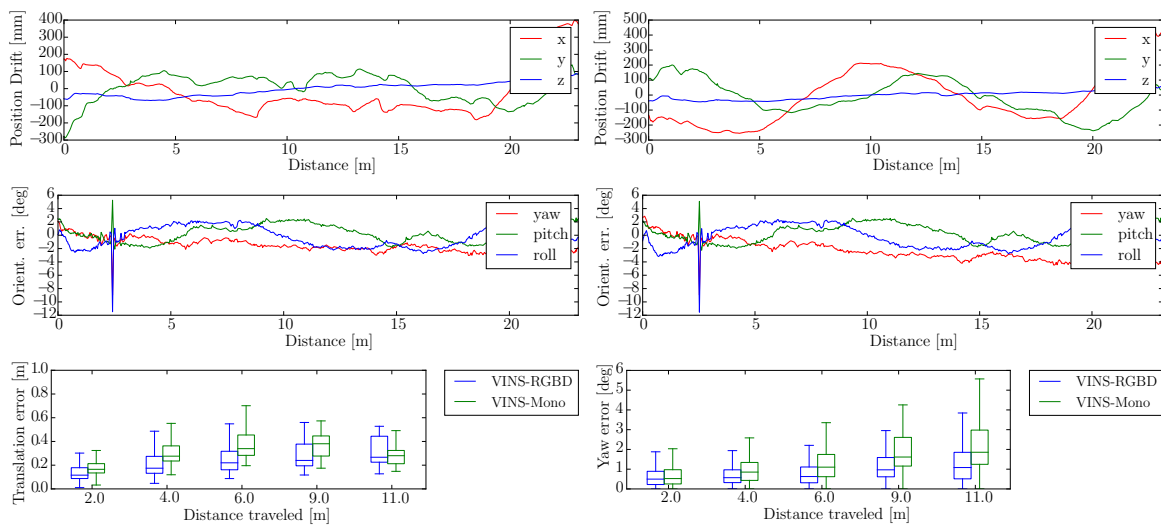 Position Drift [mm]
400
300
200
100
0
−100
−200
−300
0
5
10
15
20
Distance [m]
x
y
z
Position Drift [mm]
500
400
300
200
100
0
−100
−200
−300
0
5
10
15
20
Distance [m]
x
y
z
Orient. err. [deg]
6
4
2
0
−2
−4
−6
−8
−10
−12
0
5
10
15
20
Distance [m]
yaw
pitch
roll
Orient. err. [deg]
6
4
2
0
−2
−4
−6
−8
−10
−12
0
5
10
15
20
Distance [m]
yaw
pitch
roll
Translation error [m]
1.0
0.8
0.6
0.4
0.2
0.0
2.0
4.0
6.0
9.0
11.0
Distance traveled [m]
VINS-RGBD
VINS-Mono
Yaw error [deg]
6
5
4
3
2
1
0
2.0
4.0
6.0
9.0
11.0
Distance traveled [m]
VINS-RGBD
VINS-Mono